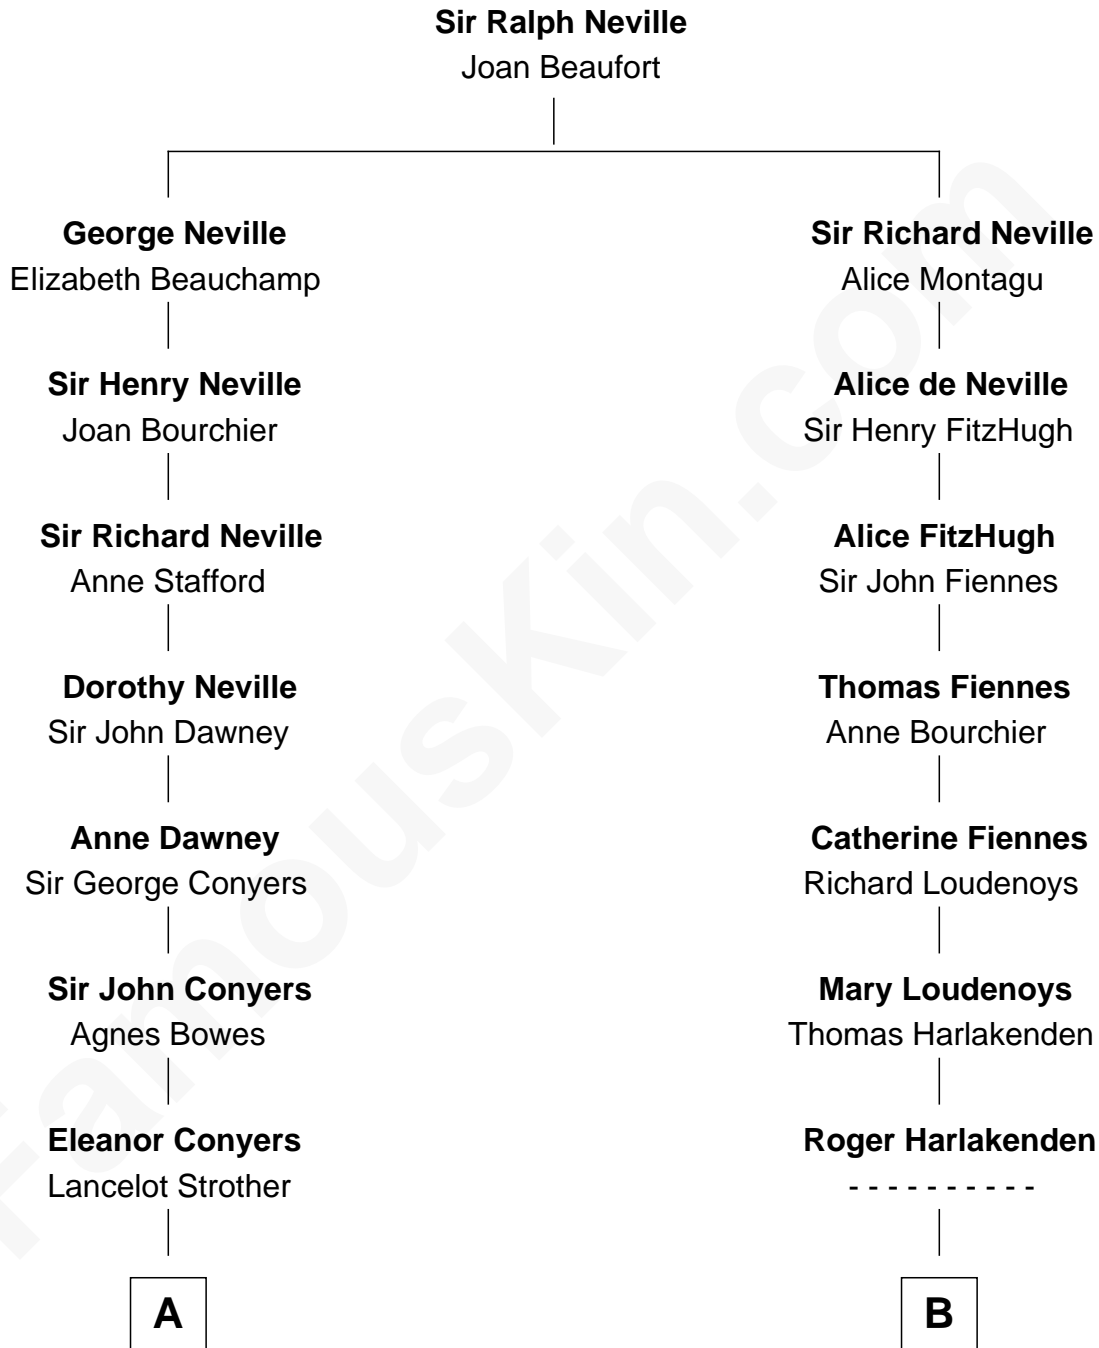 Sir Ralph Neville
Joan Beaufort
George Neville
Elizabeth Beauchamp
Sir Richard Neville
Alice Montagu
Sir Henry Neville
Joan Bourchier
Alice de Neville
Sir Henry FitzHugh
Sir Richard Neville
Anne Stafford
Alice FitzHugh
Sir John Fiennes
Dorothy Neville
Sir John Dawney
Thomas Fiennes
Anne Bourchier
Anne Dawney
Sir George Conyers
Catherine Fiennes
Richard Loudenoys
Sir John Conyers
Agnes Bowes
Mary Loudenoys
Thomas Harlakenden
Eleanor Conyers
Lancelot Strother
Roger Harlakenden
- - - - - - - - - -
A
B
FamousKin.com